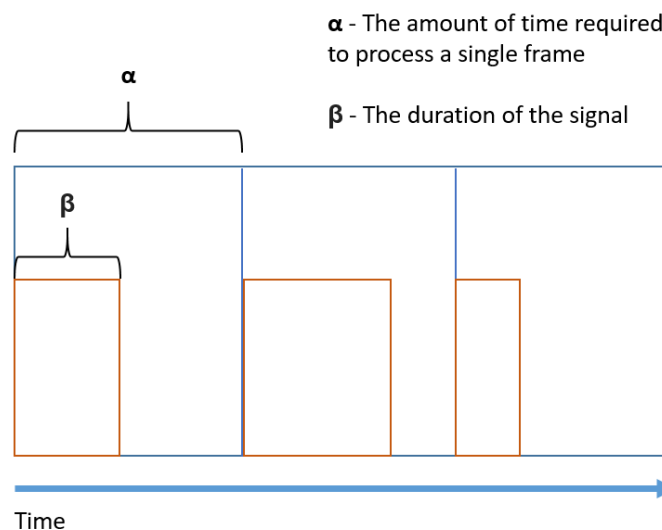 α - The amount of time required
to process a single frame
α
β - The duration of the signal
β
Time